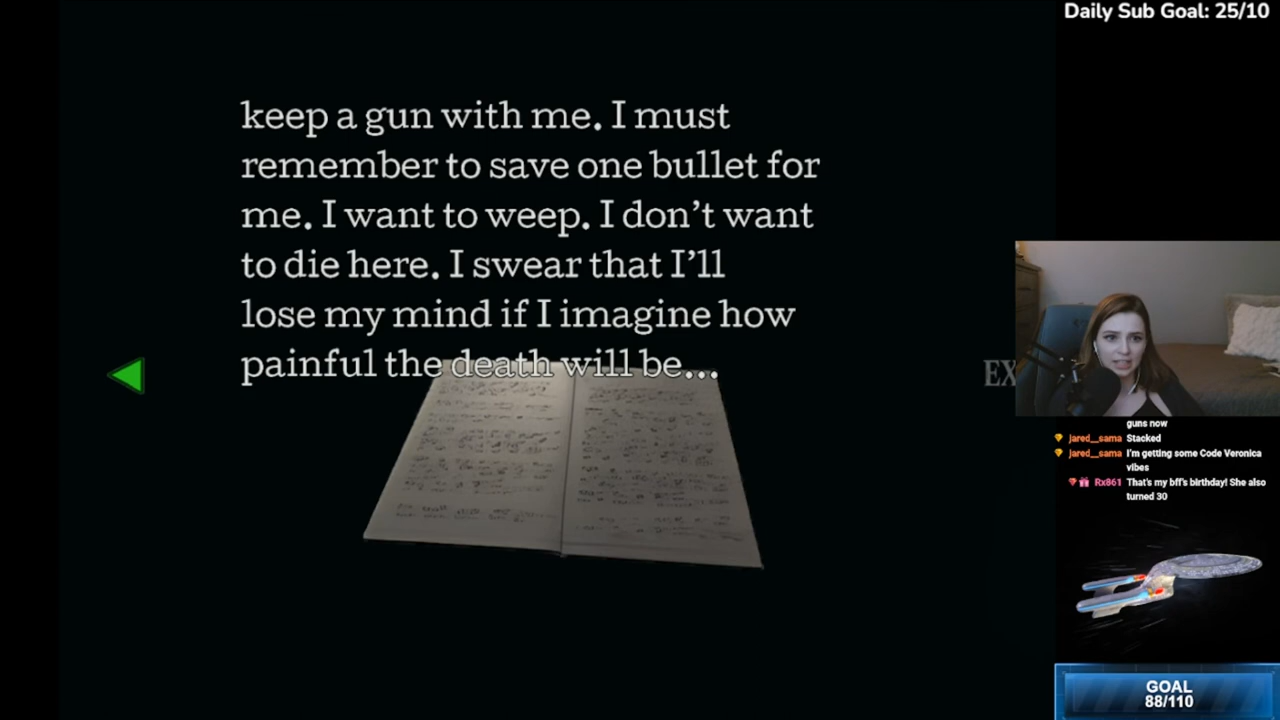 Daily Sub Goal: 25/10
keep a gun with me. I must
remember to save one bullet for
me. I want to weep. I don't want
to die here. I swear that I'll
lose my mind if I imagine how
painful the death will be...
EX
guns now
jared__sama Stacked
jared__sama I'm getting some Code Veronica
vibes
Rx861 That's my bff's birthday! She also
turned 30
GOAL
88/110